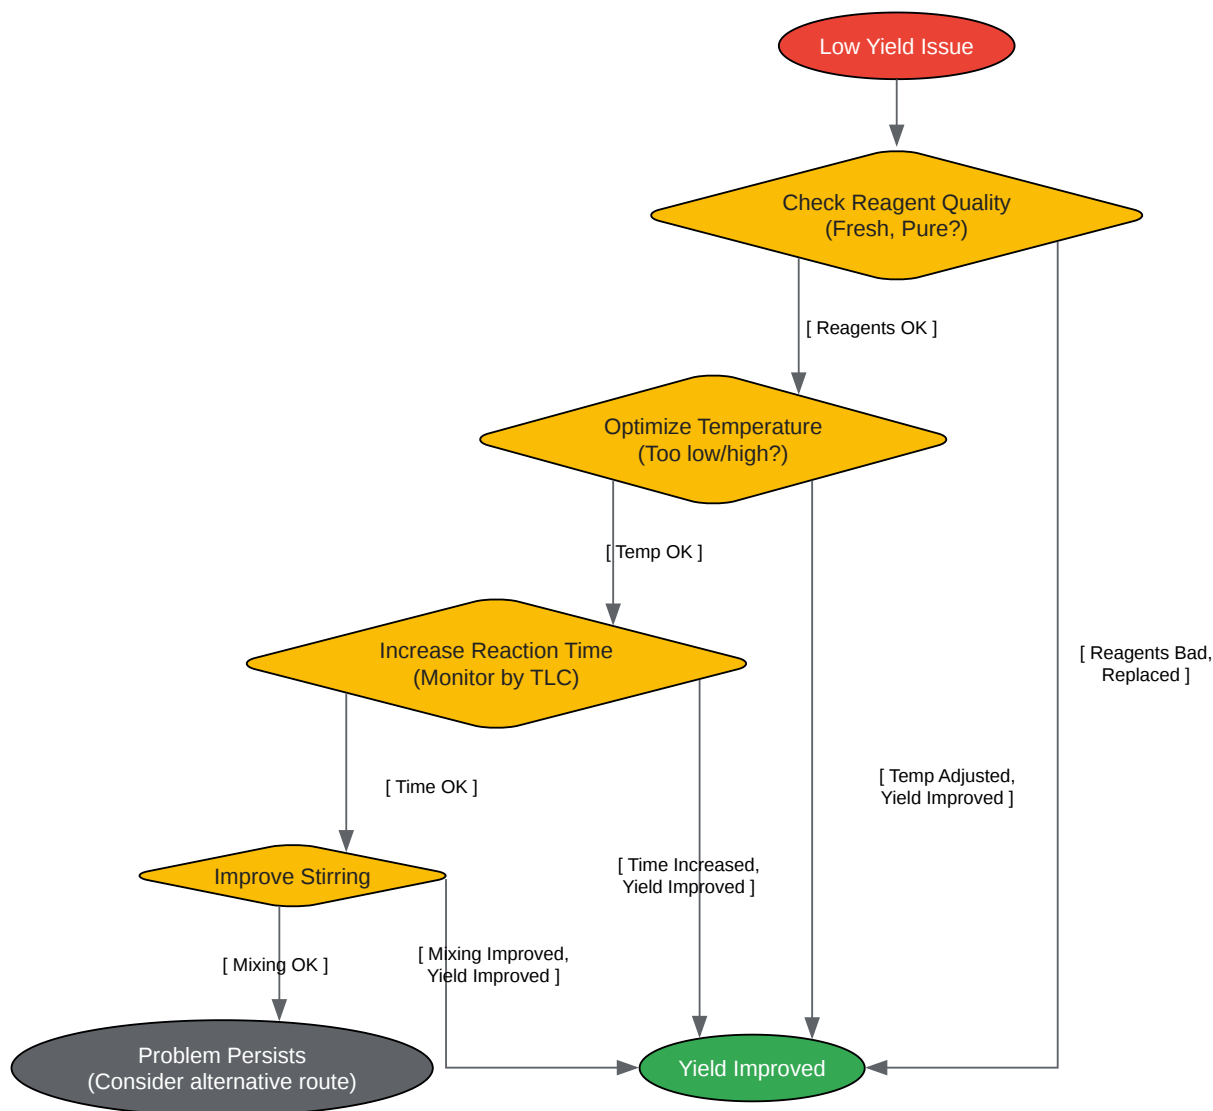 Low Yield Issue
Check Reagent Quality
(Fresh, Pure?)
[ Reagents OK ]
Optimize Temperature
(Too low/high?)
[ Temp OK ]
Increase Reaction Time
(Monitor by TLC)
[ Reagents Bad,
Replaced ]
[ Time OK ]
[ Temp Adjusted,
Yield Improved ]
Improve Stirring
[ Time Increased,
Yield Improved ]
[ Mixing OK ]
[ Mixing Improved,
Yield Improved ]
Problem Persists
(Consider alternative route)
Yield Improved